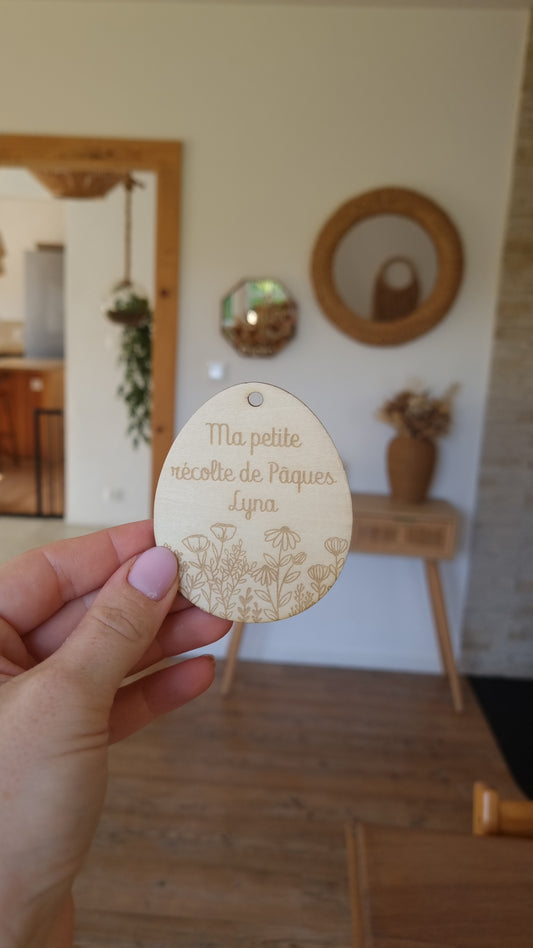 Ma petite
récolte de Pâques
Lyna